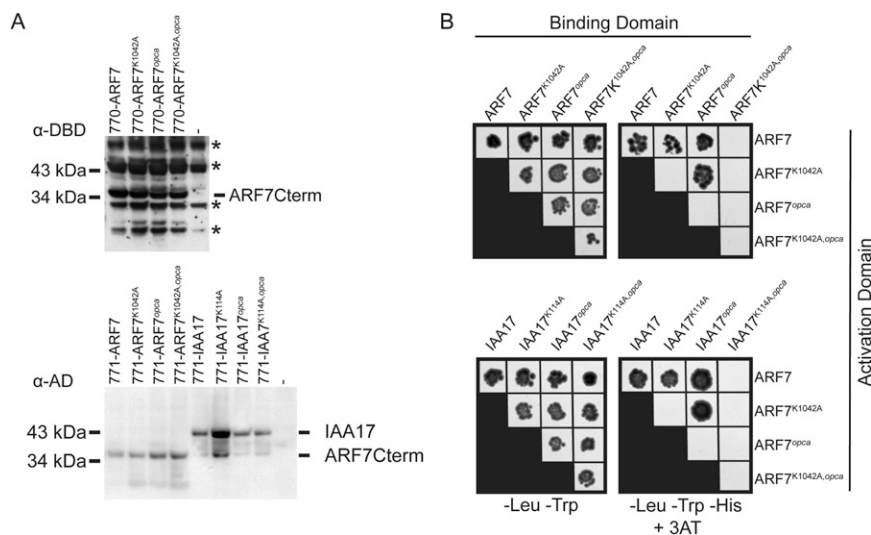 A
770-ARF7
770-ARF7K1042A
770-ARF7opca
770-ARF7K1042A,opca
-
α-DBD
*
43 kDa
*
34 kDa
ARF7Cterm
*
*
771-ARF7
771-ARF7K1042A
771-ARF7opca
771-ARF7K1042A,opca
771-IAA17
771-IAA17K114A
771-IAA17opca
771-IAA7K114A,opca
-
α-AD
43 kDa
IAA17
34 kDa
ARF7Cterm
B
Binding Domain
ARF7
ARF7K1042A
ARF7opca
ARF7K1042A,opca
ARF7
ARF7K1042A
ARF7opca
ARF7K1042A,opca
ARF7
ARF7K1042A
ARF7opca
ARF7K1042A,opca
IAA17
IAA17K114A
IAA17opca
IAA17K114A,opca
IAA17
IAA17K114A
IAA17opca
IAA17K114A,opca
ARF7
ARF7K1042A
ARF7opca
ARF7K1042A,opca
Activation Domain
-Leu -Trp
-Leu -Trp -His
+ 3AT